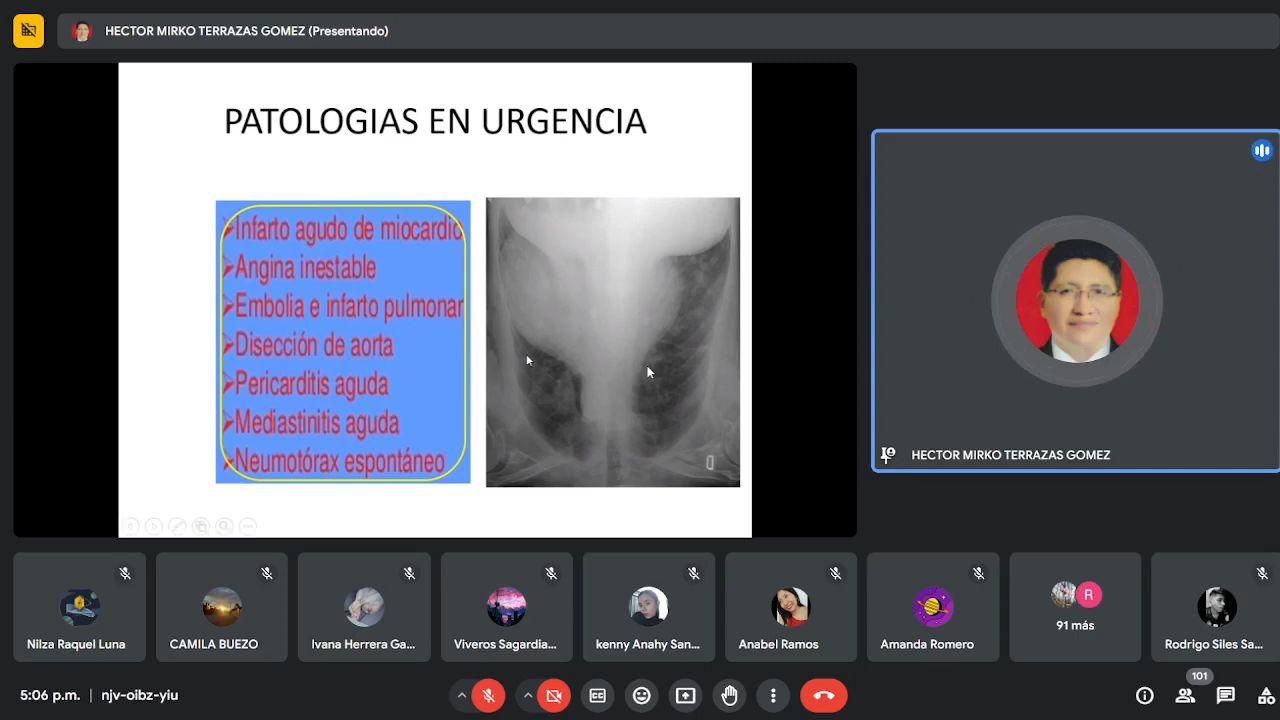 HECTOR MIRKO TERRAZAS GOMEZ (Presentando)
PATOLOGIAS EN URGENCIA
➢Infarto agudo de miocardio
➢Angina inestable
➢Embolia e infarto pulmonar
➢Disección de aorta
➢Pericarditis aguda
➢Mediastinitis aguda
➢Neumotórax espontáneo
HECTOR MIRKO TERRAZAS GOMEZ
Nilza Raquel Luna
CAMILA BUEZO
Ivana Herrera Ga...
Viveros Sagardia...
kenny Anahy San...
Anabel Ramos
Amanda Romero
R
91 más
Rodrigo Siles Sa...
5:06 p.m. | njv-oibz-yiu
101